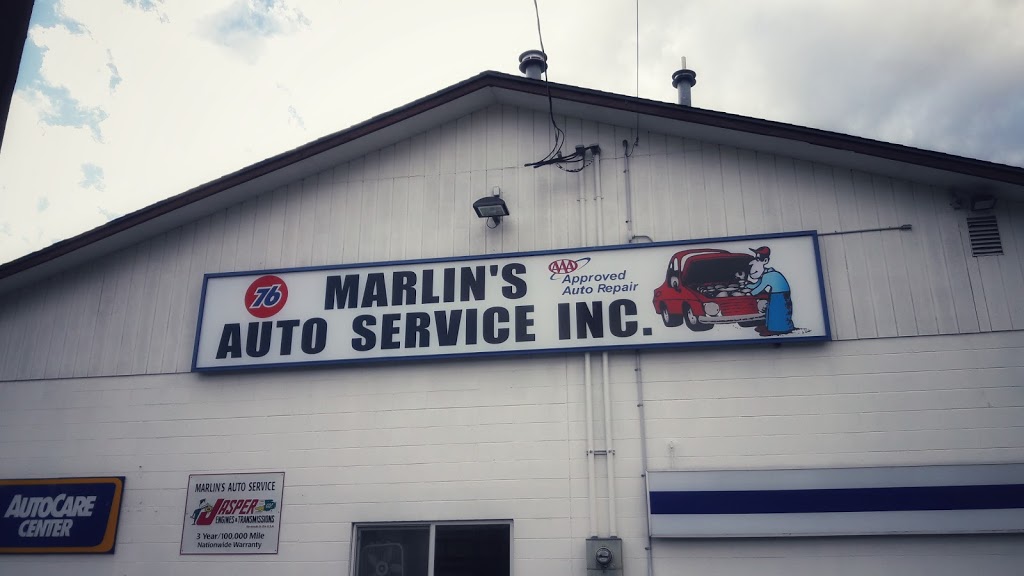 76
MARLIN'S
AAA
Approved
Auto Repair
AUTO SERVICE INC.
AUTOCARE
CENTER
MARLIN'S AUTO SERVICE
JASPER
ENGINES & TRANSMISSIONS
3 Year/100,000 Mile
Nationwide Warranty